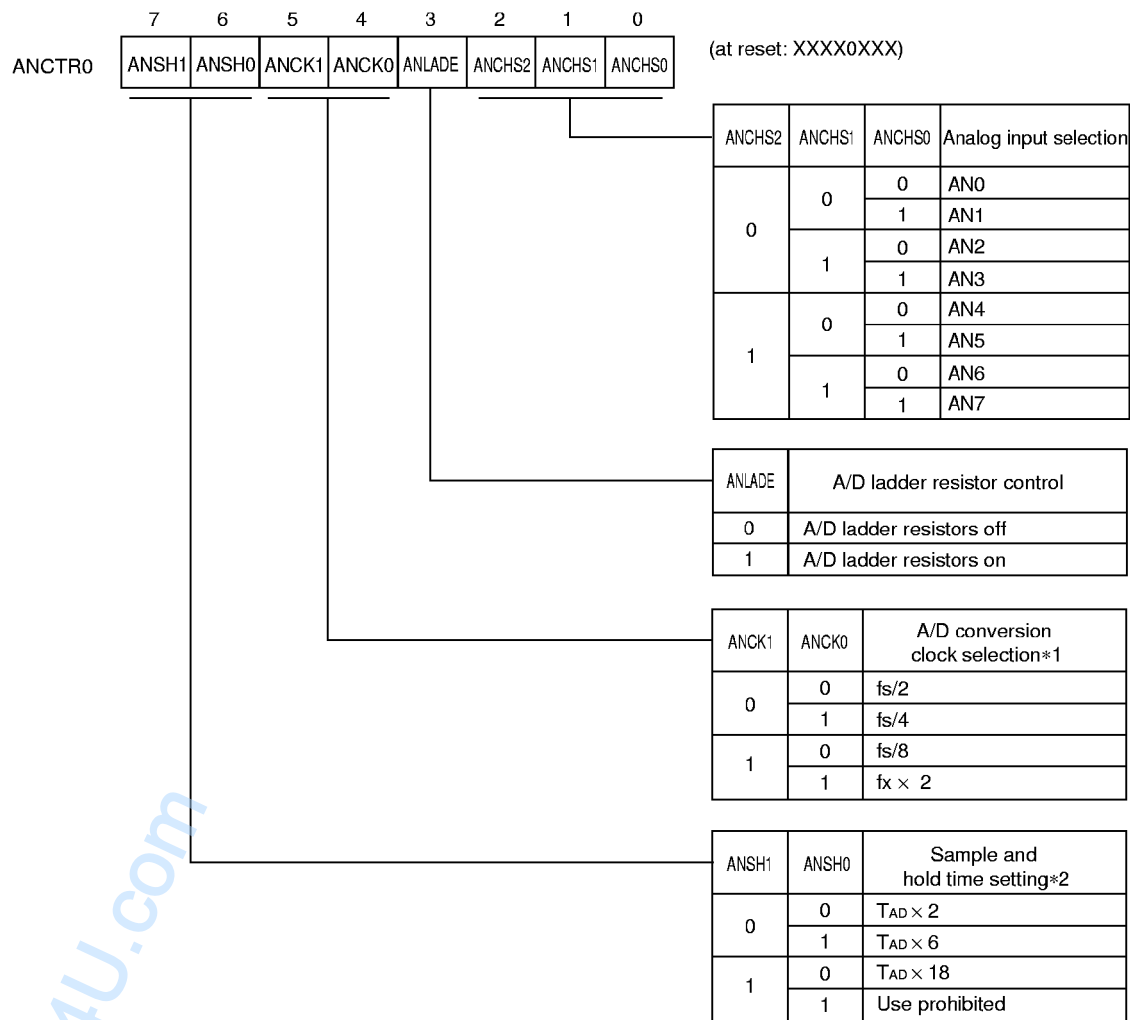 7 6 5 4 3 2 1 0
ANCTR0 ANSH1 ANSH0 ANCK1 ANCK0 ANLADE ANCHS2 ANCHS1 ANCHS0 (at reset: XXXX0XXX)
ANCHS2 ANCHS1 ANCHS0 Analog input selection
0 0 0 AN0
1 AN1
1 0 AN2
1 AN3
1 0 0 AN4
1 AN5
1 0 AN6
1 AN7
ANLADE A/D ladder resistor control
0 A/D ladder resistors off
1 A/D ladder resistors on
ANCK1 ANCK0 A/D conversion
clock selection*1
0 0 fs/2
1 fs/4
1 0 fs/8
1 fx × 2
ANSH1 ANSH0 Sample and
hold time setting*2
0 0 TAD × 2
1 TAD × 6
1 0 TAD × 18
1 Use prohibited
4U.com